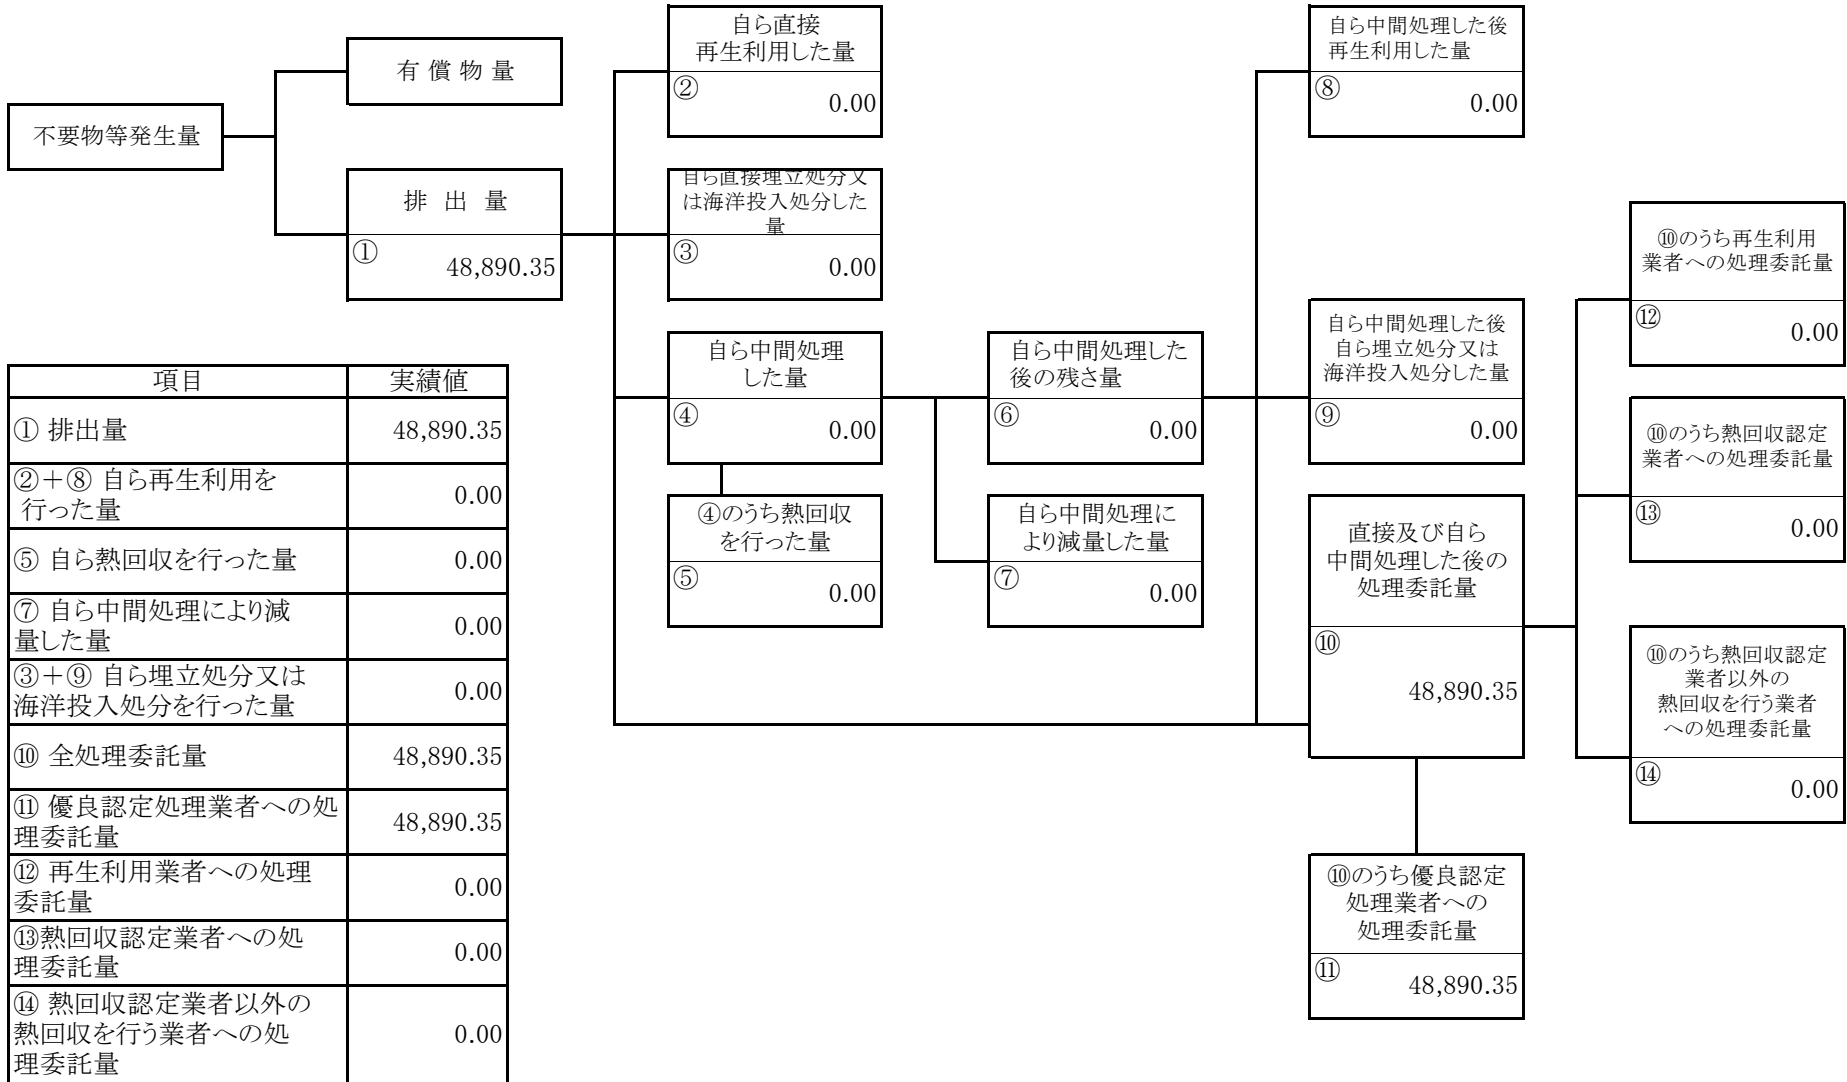 不要物等発生量
有 償 物 量
排 出 量
①
48,890.35
自ら直接
再生利用した量
②
0.00
自ら直接埋立処分又
は海洋投入処分した
量
③
0.00
自ら中間処理
した量
④
0.00
④のうち熱回収
を行った量
⑤
0.00
自ら中間処理した
後の残さ量
⑥
0.00
自ら中間処理に
より減量した量
⑦
0.00
自ら中間処理した後
再生利用した量
⑧
0.00
自ら中間処理した後
自ら埋立処分又は
海洋投入処分した量
⑨
0.00
直接及び自ら
中間処理した後の
処理委託量
⑩
48,890.35
⑩のうち優良認定
処理業者への
処理委託量
⑪
48,890.35
⑩のうち再生利用
業者への処理委託量
⑫
0.00
⑩のうち熱回収認定
業者への処理委託量
⑬
0.00
⑩のうち熱回収認定
業者以外の
熱回収を行う業者
への処理委託量
⑭
0.00
項目 実績値
① 排出量 48,890.35
②+⑧ 自ら再生利用を
行った量 0.00
⑤ 自ら熱回収を行った量 0.00
⑦ 自ら中間処理により減
量した量 0.00
③+⑨ 自ら埋立処分又は
海洋投入処分を行った量 0.00
⑩ 全処理委託量 48,890.35
⑪ 優良認定処理業者への処
理委託量 48,890.35
⑫ 再生利用業者への処理
委託量 0.00
⑬熱回収認定業者への処
理委託量 0.00
⑭ 熱回収認定業者以外の
熱回収を行う業者への処
理委託量 0.00